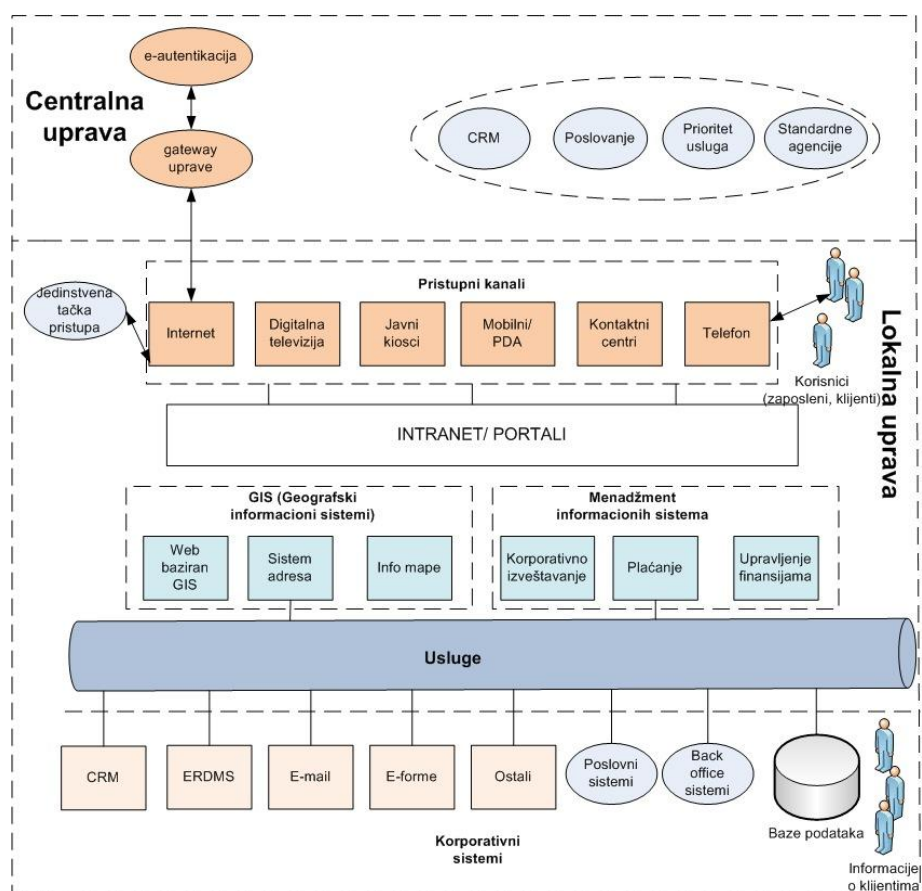 e-autentikacija
Centralna
uprava
gateway
uprave
CRM
Poslovanje
Prioritet
usluga
Standardne
agencije
Pristupni kanali
Jedinstvena
tačka
pristupa
Internet
Digitalna
televizija
Javni
kiosci
Mobilni/
PDA
Kontaktni
centri
Telefon
Korisnici
(zaposleni, klijenti)
Lokalna uprava
INTRANET/ PORTALI
GIS (Geografski
informacioni sistemi)
Web
baziran
GIS
Sistem
adresa
Info mape
Menadžment
informacionih sistema
Korporativno
izveštavanje
Plaćanje
Upravljenje
finansijama
Usluge
CRM
ERDMS
E-mail
E-forme
Ostali
Poslovni
sistemi
Back
office
sistemi
Baze podataka
Korporativni
sistemi
Informacije
o klijentima